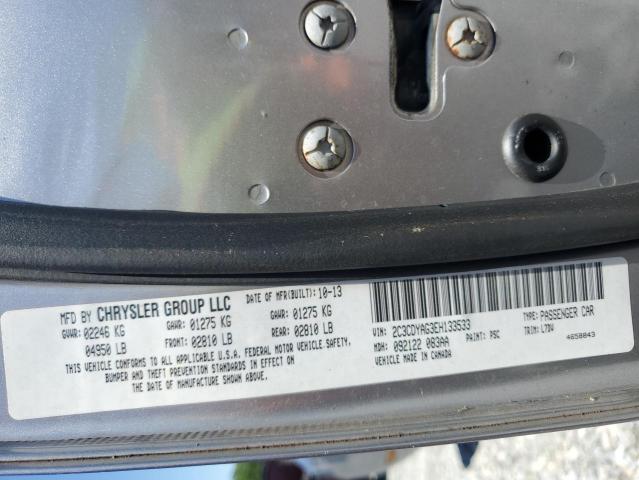 MFD BY CHRYSLER GROUP LLC
DATE OF MFR(BUILT): 10-13
GVWR: 02246 KG
04950 LB
GAWR: 01275 KG
FRONT: 02810 LB
GAWR: 01275 KG
REAR: 02810 LB
THIS VEHICLE CONFORMS TO ALL APPLICABLE U.S.A. FEDERAL MOTOR VEHICLE SAFETY,
BUMPER AND THEFT PREVENTION STANDARDS IN EFFECT ON
THE DATE OF MANUFACTURE SHOWN ABOVE.
VIN: 2C3CDYAG3EH133533
TYPE: PASSENGER CAR
MDH: 092122 083AA
PAINT: PSC
TRIM: L7DV
MADE IN CANADA
4658843